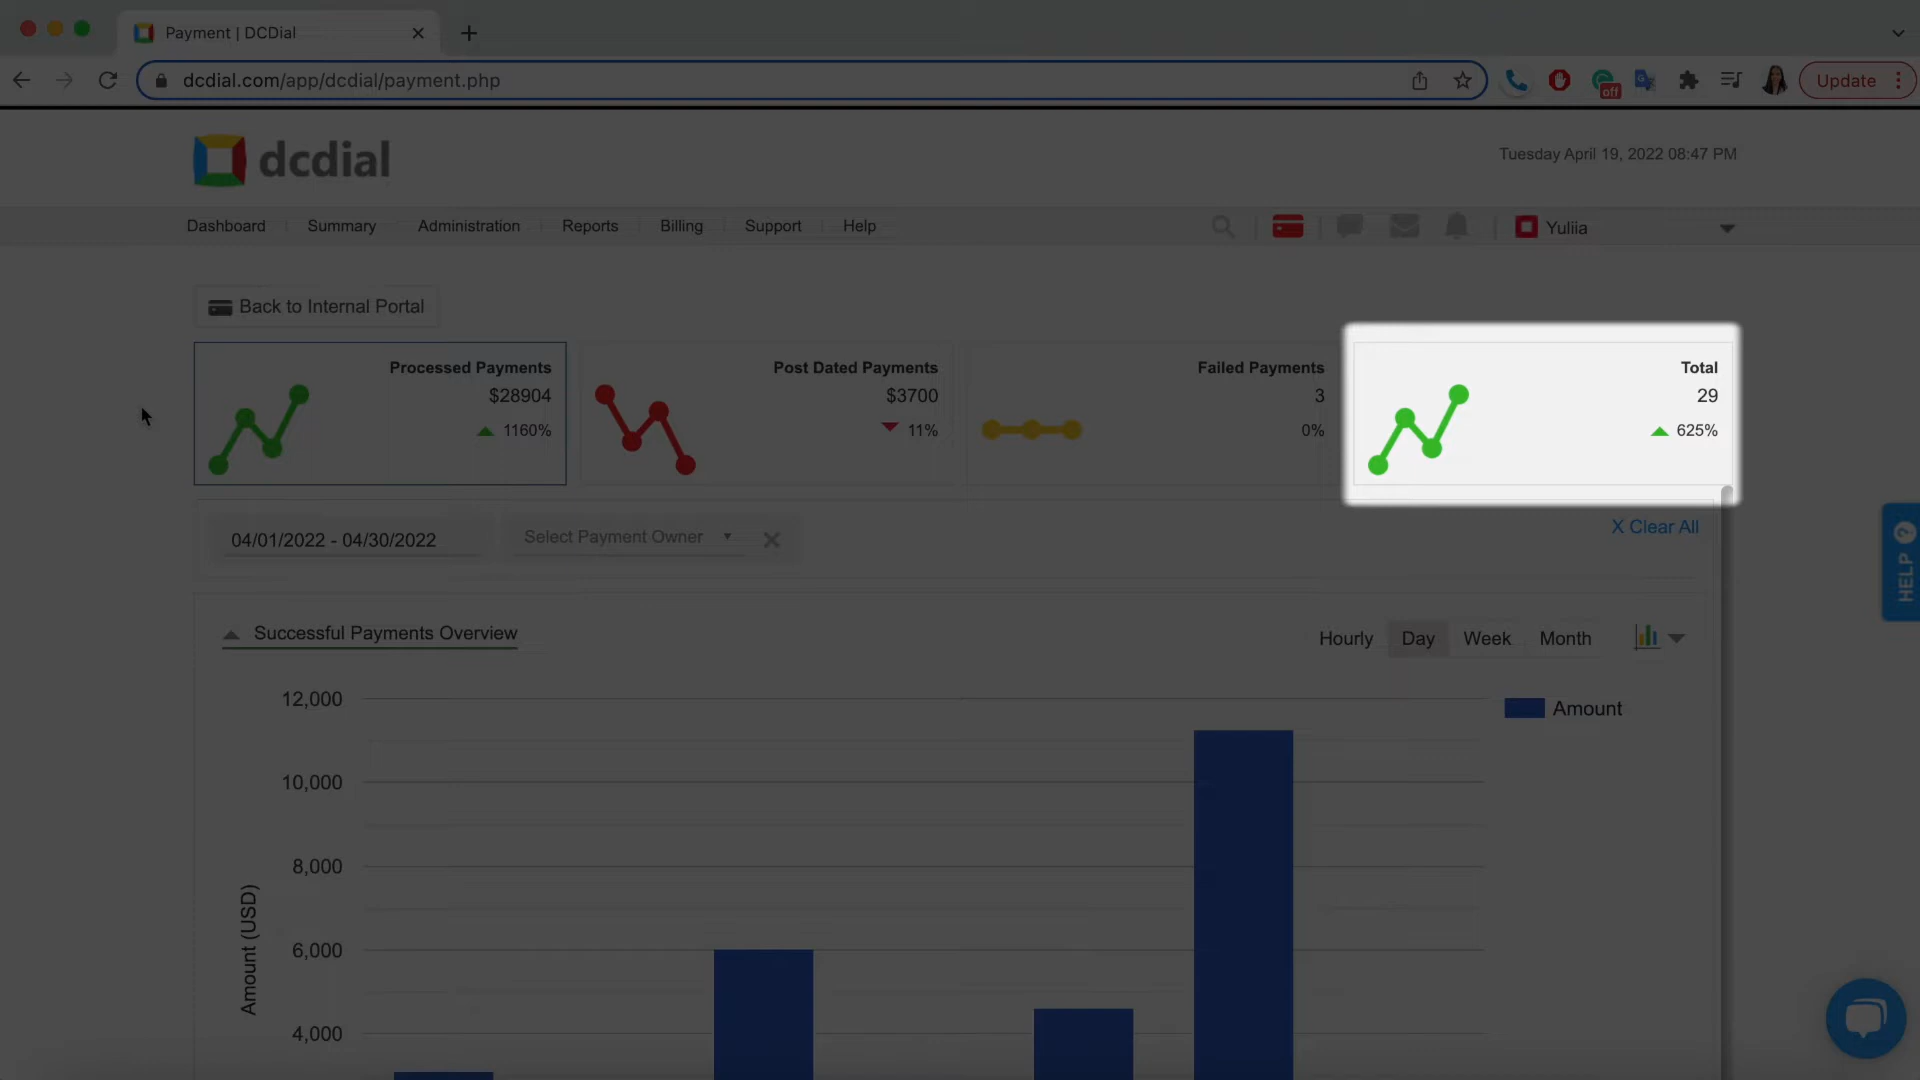 Payment | DCDial
dcdial.com/app/dcdial/payment.php
off
Update
dcdial
Tuesday April 19, 2022 08:47 PM
Dashboard Summary Administration Reports Billing Support Help
Yuliia
Back to Internal Portal
Processed Payments
$28904
1160%
Post Dated Payments
$3700
11%
Failed Payments
3
0%
Total
29
625%
04/01/2022 - 04/30/2022
Select Payment Owner
X Clear All
HELP ?
Successful Payments Overview
Hourly Day Week Month
Amount
12,000
10,000
8,000
6,000
4,000
Amount (USD)